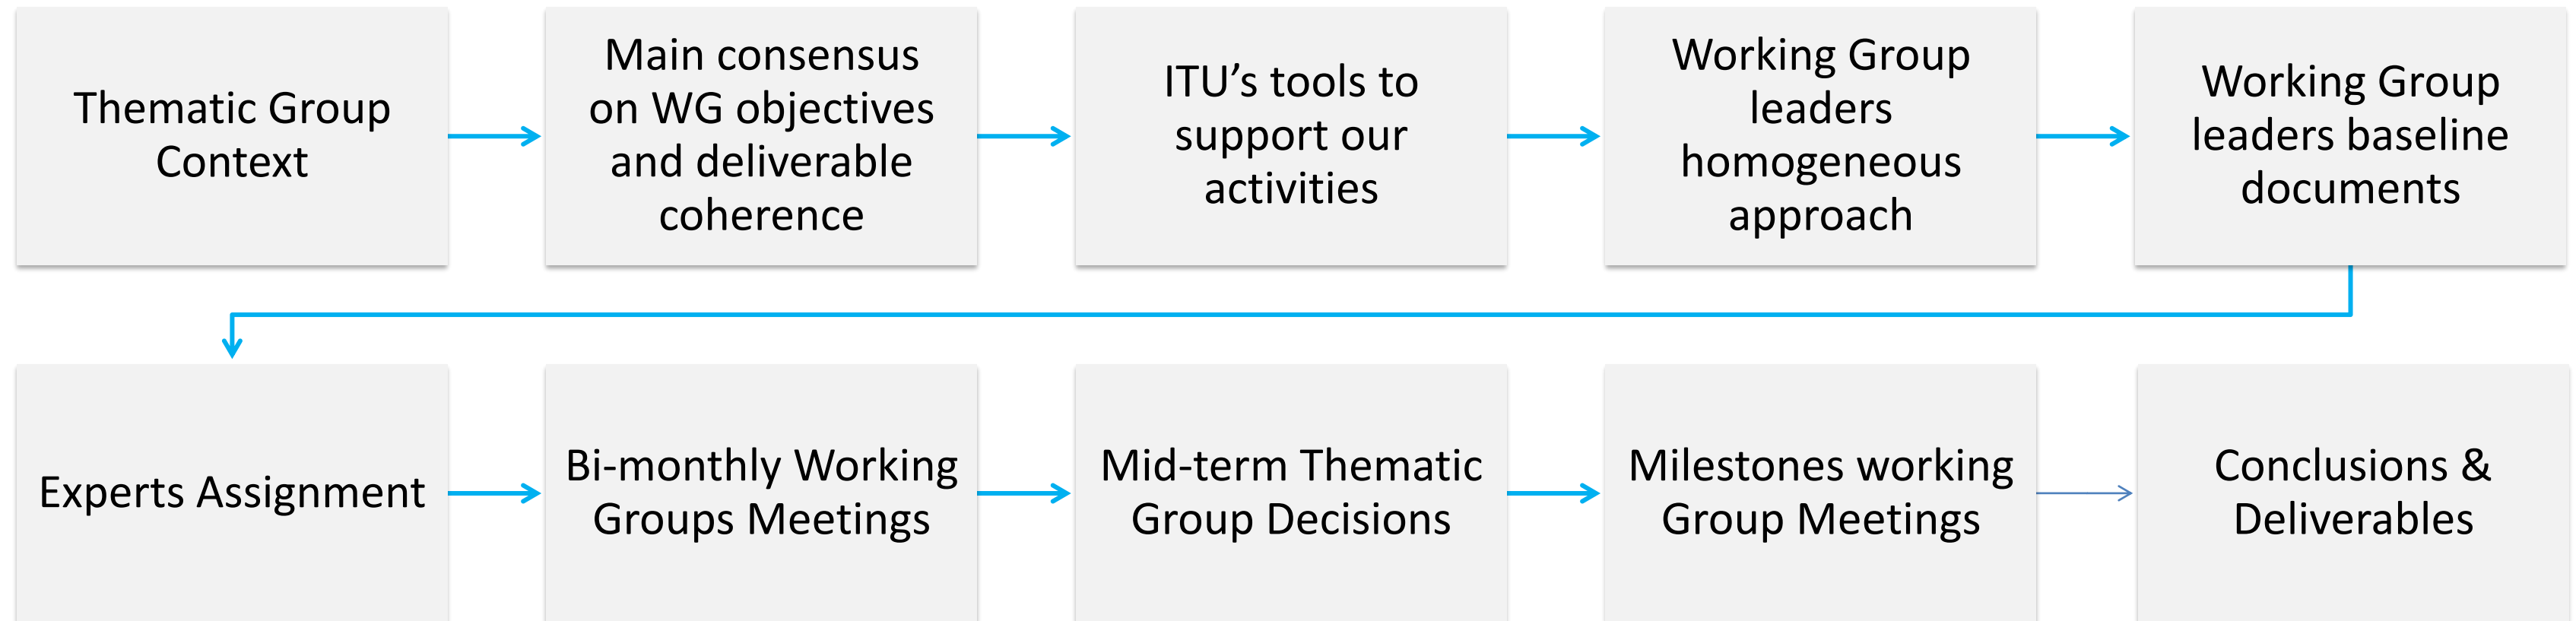 Thematic Group
Context
Main consensus
on WG objectives
and deliverable
coherence
ITU’s tools to
support our
activities
Working Group
leaders
homogeneous
approach
Working Group
leaders baseline
documents
Experts Assignment
Bi-monthly Working
Groups Meetings
Mid-term Thematic
Group Decisions
Milestones working
Group Meetings
Conclusions &
Deliverables